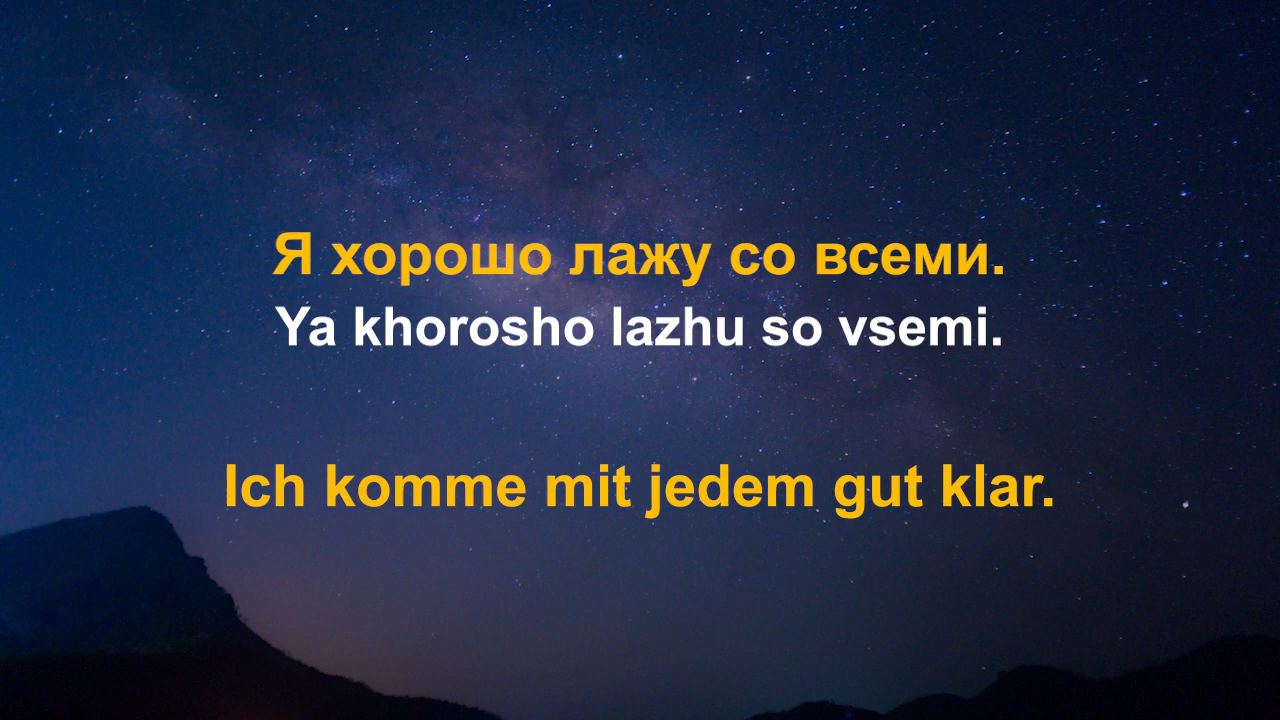 Я хорошо лажу со всеми.
Ya khorosho lazhu so vsemi.
Ich komme mit jedem gut klar.